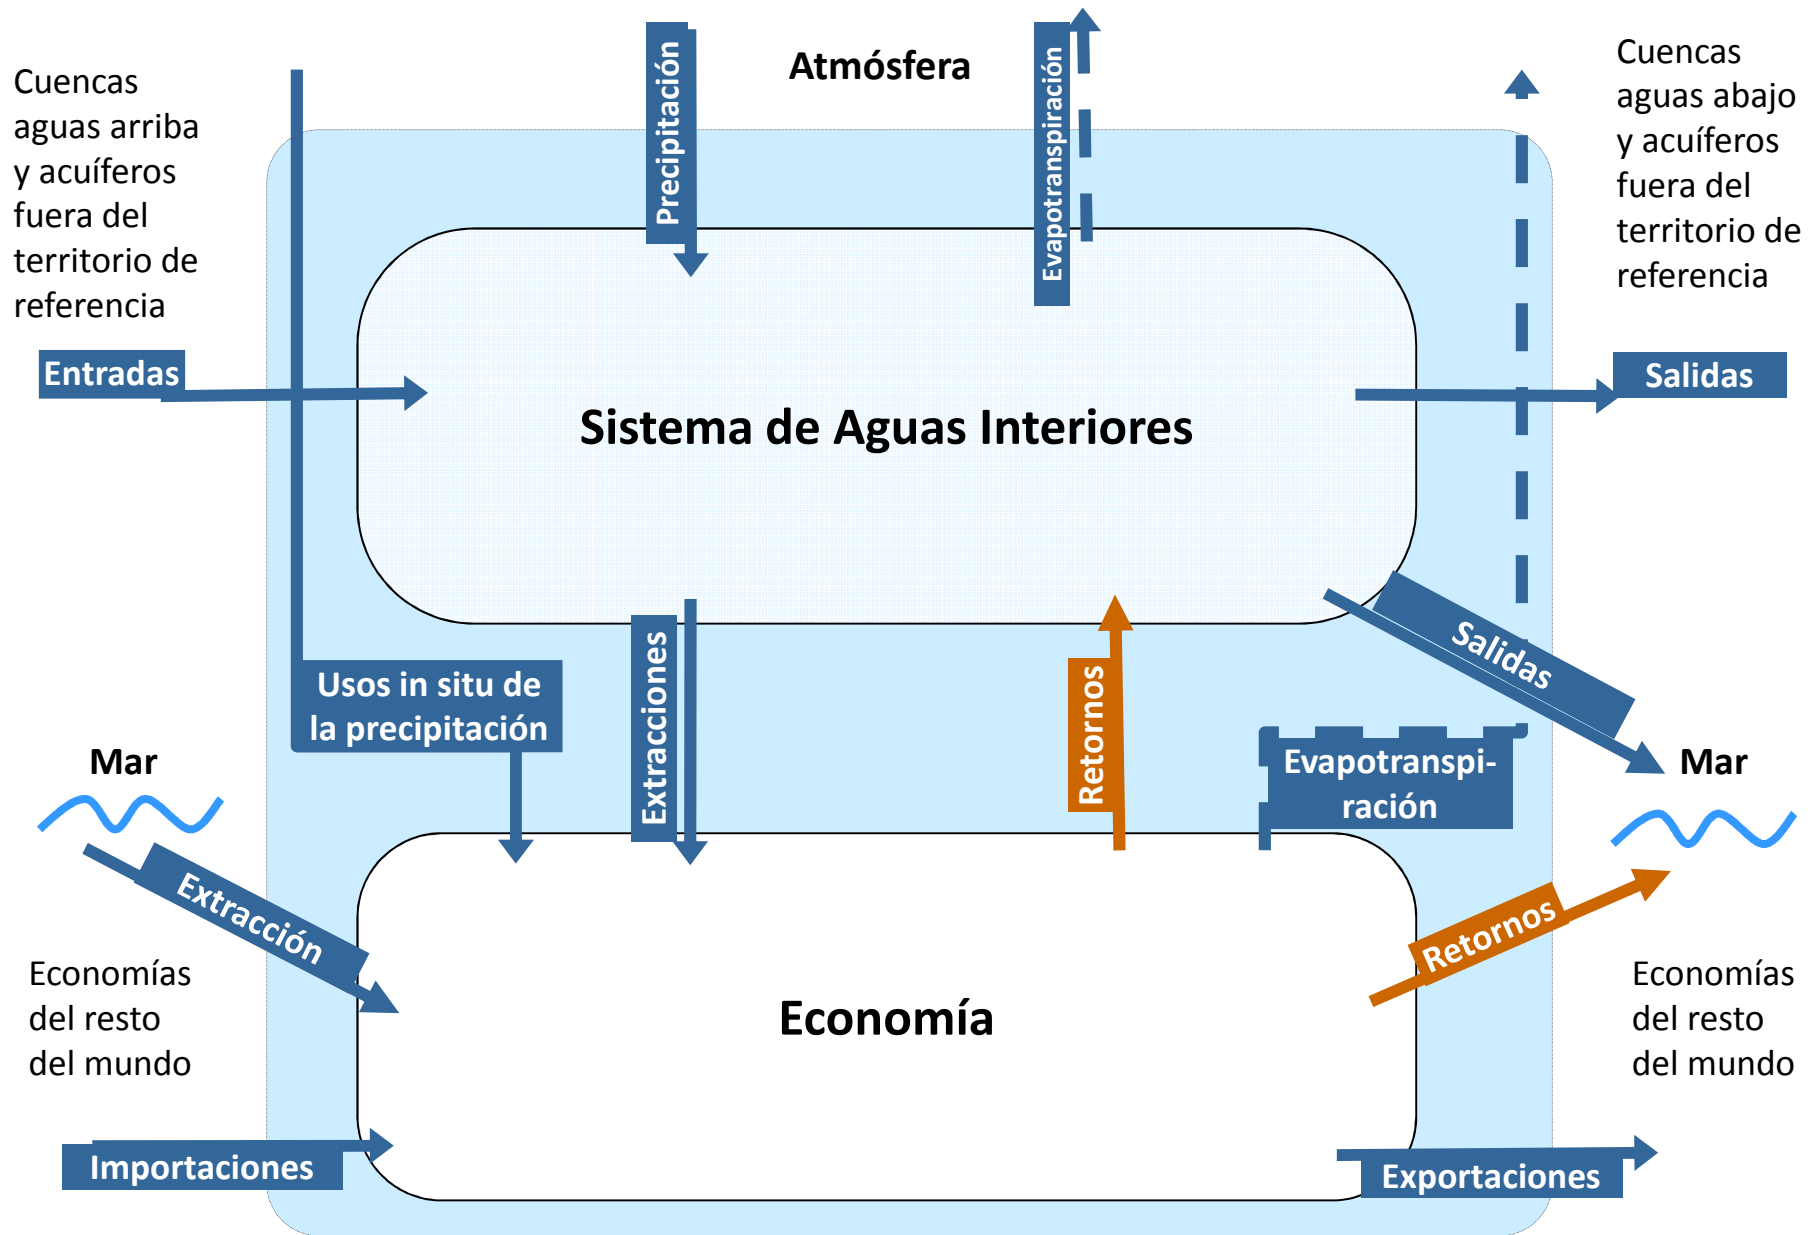 Atmósfera
Cuencas
aguas arriba
y acuíferos
fuera del
territorio de
referencia
Precipitación
Evapotranspiración
Cuencas
aguas abajo
y acuíferos
fuera del
territorio de
referencia
Entradas
Salidas
Sistema de Aguas Interiores
Usos in situ de
la precipitación
Extracciones
Retornos
Salidas
Evapotranspi-
ración
Mar
Mar
Extracción
Retornos
Economías
del resto
del mundo
Economía
Economías
del resto
del mundo
Importaciones
Exportaciones